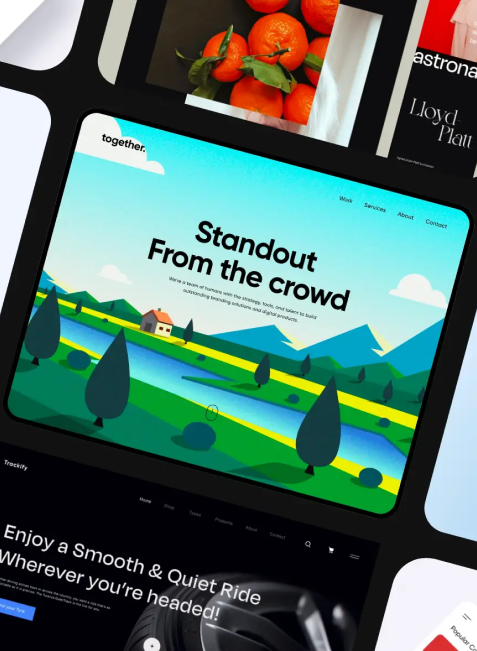 astrona
Lloyd-
Platt
together.
Work Services About Contact
Standout
From the crowd
We're a team of humans with the strategy, tools, and talent to build
outstanding branding solutions and digital products.
Trackify
Home Shop Types Products About Contact
Enjoy a Smooth & Quiet Ride
Wherever you're headed!
Popular C